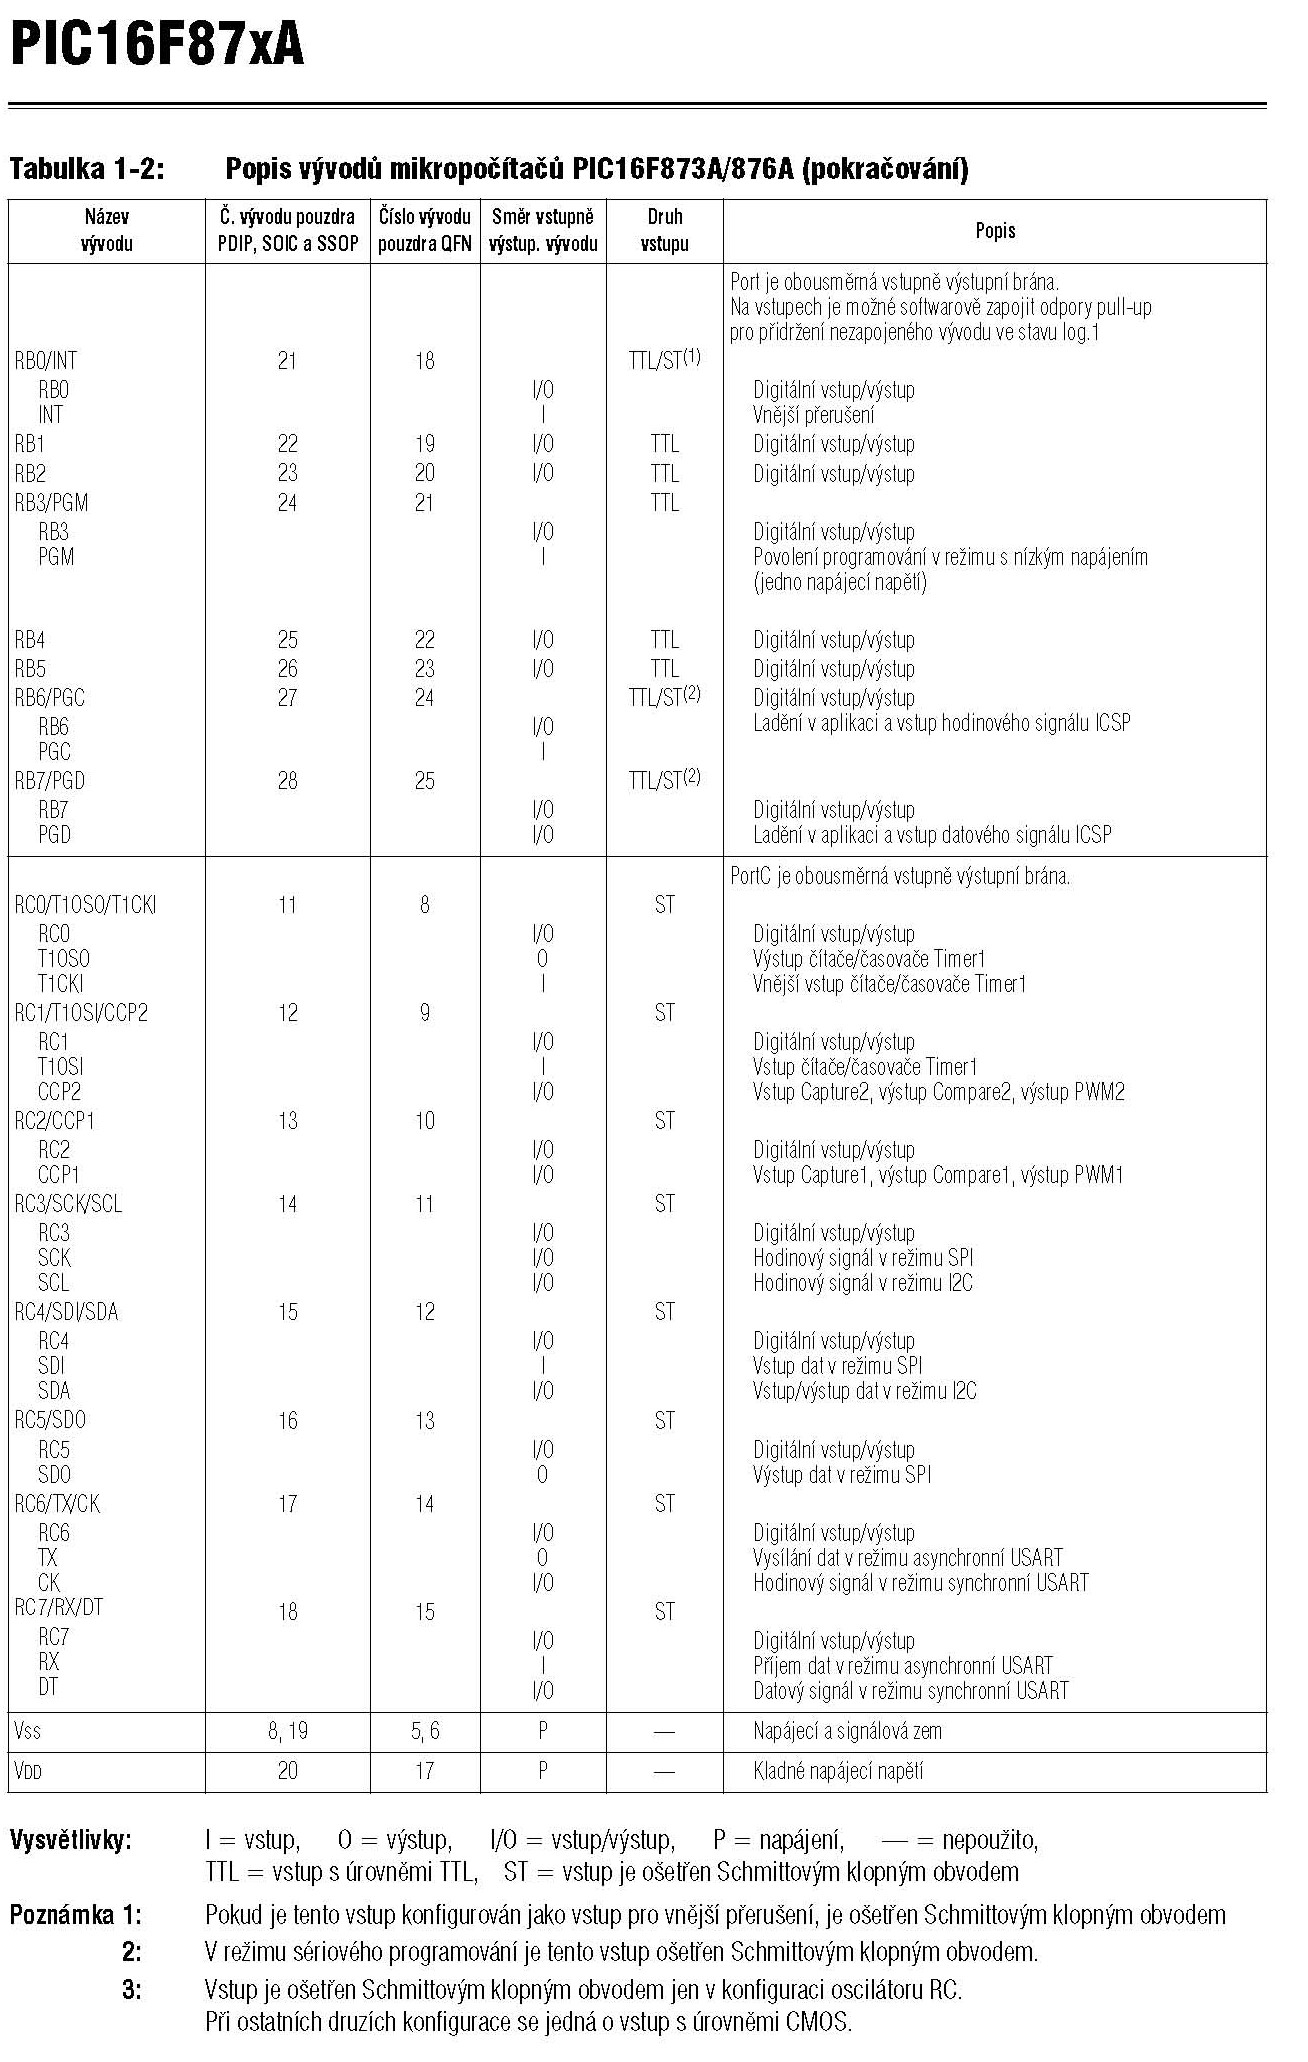 PIC16F87xA
Tabulka 1-2: Popis vývodů mikropočítačů PIC16F873A/876A (pokračování)
Název vývodu Č. vývodu pouzdra PDIP, SOIC a SSOP Číslo vývodu pouzdra QFN Směr vstupně výstup. vývodu Druh vstupu Popis
Port je obousměrná vstupně výstupní brána.
Na vstupech je možné softwarově zapojit odpory pull-up
pro přidržení nezapojeného vývodu ve stavu log.1
RB0/INT 21 18 TTL/ST(1)
RB0 I/O Digitální vstup/výstup
INT I Vnější přerušení
RB1 22 19 I/O TTL Digitální vstup/výstup
RB2 23 20 I/O TTL Digitální vstup/výstup
RB3/PGM 24 21 TTL
RB3 I/O Digitální vstup/výstup
PGM I Povolení programování v režimu s nízkým napájením
(jedno napájecí napětí)
RB4 25 22 I/O TTL Digitální vstup/výstup
RB5 26 23 I/O TTL Digitální vstup/výstup
RB6/PGC 27 24 TTL/ST(2) Digitální vstup/výstup
RB6 I/O Ladění v aplikaci a vstup hodinového signálu ICSP
PGC I
RB7/PGD 28 25 TTL/ST(2)
RB7 I/O Digitální vstup/výstup
PGD I/O Ladění v aplikaci a vstup datového signálu ICSP
PortC je obousměrná vstupně výstupní brána.
RC0/T1OSO/T1CKI 11 8 ST
RC0 I/O Digitální vstup/výstup
T1OSO O Výstup čítače/časovače Timer1
T1CKI I Vnější vstup čítače/časovače Timer1
RC1/T1OSI/CCP2 12 9 ST
RC1 I/O Digitální vstup/výstup
T1OSI I Vstup čítače/časovače Timer1
CCP2 I/O Vstup Capture2, výstup Compare2, výstup PWM2
RC2/CCP1 13 10 ST
RC2 I/O Digitální vstup/výstup
CCP1 I/O Vstup Capture1, výstup Compare1, výstup PWM1
RC3/SCK/SCL 14 11 ST
RC3 I/O Digitální vstup/výstup
SCK I/O Hodinový signál v režimu SPI
SCL I/O Hodinový signál v režimu I2C
RC4/SDI/SDA 15 12 ST
RC4 I/O Digitální vstup/výstup
SDI I Vstup dat v režimu SPI
SDA I/O Vstup/výstup dat v režimu I2C
RC5/SDO 16 13 ST
RC5 I/O Digitální vstup/výstup
SDO O Výstup dat v režimu SPI
RC6/TX/CK 17 14 ST
RC6 I/O Digitální vstup/výstup
TX O Vysílání dat v režimu asynchronní USART
CK I/O Hodinový signál v režimu synchronní USART
RC7/RX/DT 18 15 ST
RC7 I/O Digitální vstup/výstup
RX I Příjem dat v režimu asynchronní USART
DT I/O Datový signál v režimu synchronní USART
VSS 8, 19 5, 6 P — Napájecí a signálová zem
VDD 20 17 P — Kladné napájecí napětí
Vysvětlivky: I = vstup, O = výstup, I/O = vstup/výstup, P = napájení, — = nepoužito,
TTL = vstup s úrovněmi TTL, ST = vstup je ošetřen Schmittovým klopným obvodem
Poznámka 1: Pokud je tento vstup konfigurován jako vstup pro vnější přerušení, je ošetřen Schmittovým klopným obvodem
2: V režimu sériového programování je tento vstup ošetřen Schmittovým klopným obvodem.
3: Vstup je ošetřen Schmittovým klopným obvodem jen v konfiguraci oscilátoru RC.
Při ostatních druzích konfigurace se jedná o vstup s úrovněmi CMOS.